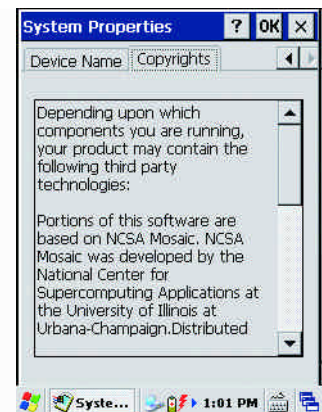 System Properties ? OK ×
Device Name Copyrights
Depending upon which
components you are running,
your product may contain the
following third party
technologies:
Portions of this software are
based on NCSA Mosaic. NCSA
Mosaic was developed by the
National Center for
Supercomputing Applications at
the University of Illinois at
Urbana-Champaign.Distributed
Syste... 1:01 PM